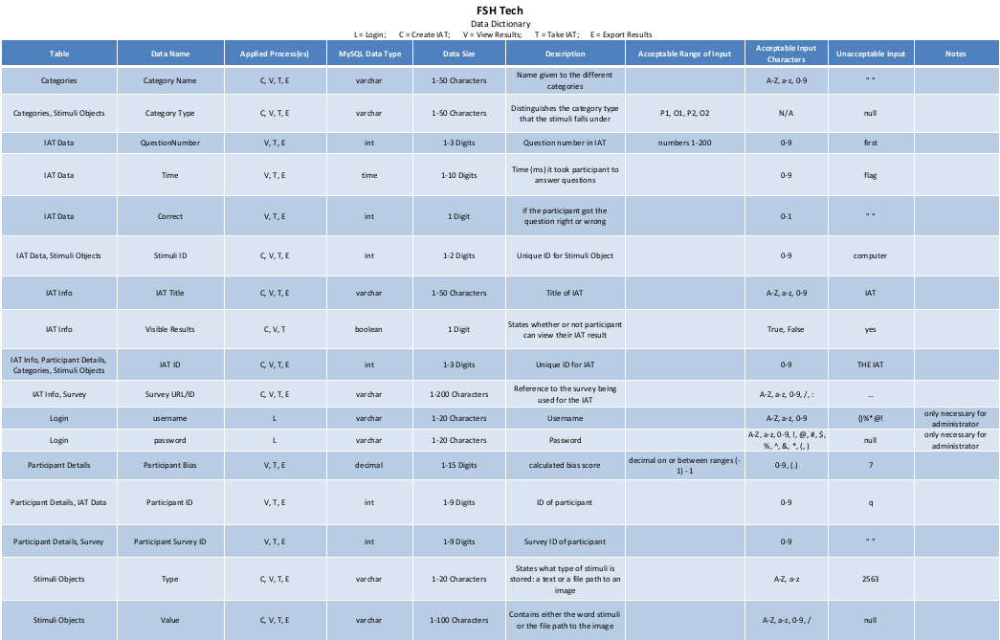 FSH Tech
Data Dictionary
L = Login; C = Create IAT; V = View Results; T = Take IAT; E = Export Results
Table Data Name Applied Process(es) MySQL Data Type Data Size Description Acceptable Range of Input Acceptable Input Characters Unacceptable Input Notes
Categories Category Name C, V, T, E varchar 1-50 Characters Name given to the different categories A-Z, a-z, 0-9 " "
Categories, Stimuli Objects Category Type C, V, T, E varchar 1-50 Characters Distinguishes the category type that the stimuli falls under P1, O1, P2, O2 N/A null
IAT Data QuestionNumber V, T, E int 1-3 Digits Question number in IAT numbers 1-200 0-9 first
IAT Data Time V, T, E time 1-10 Digits Time (ms) it took participant to answer questions 0-9 flag
IAT Data Correct V, T, E int 1 Digit if the participant got the question right or wrong 0-1 " "
IAT Data, Stimuli Objects Stimuli ID C, V, T, E int 1-2 Digits Unique ID for Stimuli Object 0-9 computer
IAT Info IAT Title C, V, T, E varchar 1-50 Characters Title of IAT A-Z, a-z, 0-9 IAT
IAT Info Visible Results C, V, T boolean 1 Digit States whether or not participant can view their IAT result True, False yes
IAT Info, Participant Details, Categories, Stimuli Objects IAT ID C, V, T, E int 1-3 Digits Unique ID for IAT 0-9 THE IAT
IAT Info, Survey Survey URL/ID C, V, T, E varchar 1-200 Characters Reference to the survey being used for the IAT A-Z, a-z, 0-9, /, : ...
Login username L varchar 1-20 Characters Username A-Z, a-z, 0-9 ()%*@! only necessary for administrator
Login password L varchar 1-20 Characters Password A-Z, a-z, 0-9, !, @, #, $, %, ^, &, *, (, ) null only necessary for administrator
Participant Details Participant Bias V, T, E decimal 1-15 Digits calculated bias score decimal on or between ranges (-1) - 1 0-9, (.) 7
Participant Details, IAT Data Participant ID V, T, E int 1-9 Digits ID of participant 0-9 q
Participant Details, Survey Participant Survey ID V, T, E int 1-9 Digits Survey ID of participant 0-9 " "
Stimuli Objects Type C, V, T, E varchar 1-20 Characters States what type of stimuli is stored: a text or a file path to an image A-Z, a-z 2563
Stimuli Objects Value C, V, T, E varchar 1-100 Characters Contains either the word stimuli or the file path to the image A-Z, a-z, 0-9, / null